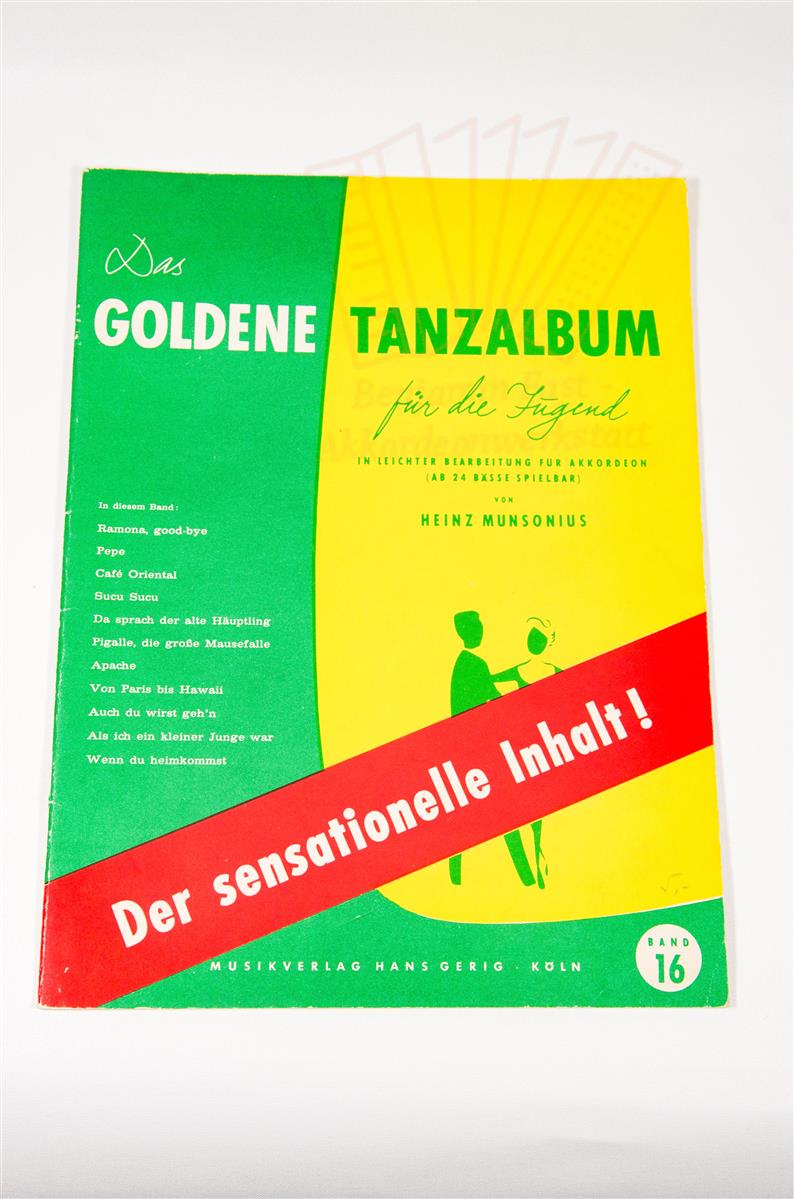 Das
GOLDENE TANZALBUM
für die Jugend
IN LEICHTER BEARBEITUNG FÜR AKKORDEON
(AB 24 BÄSSE SPIELBAR)
VON
HEINZ MUNSONIUS
In diesem Band:
Ramona, good-bye
Pepe
Café Oriental
Sucu Sucu
Da sprach der alte Häuptling
Pigalle, die große Mausefalle
Apache
Von Paris bis Hawaii
Auch du wirst geh'n
Als ich ein kleiner Junge war
Wenn du heimkommst
Der sensationelle Inhalt!
5,-
BAND
16
MUSIKVERLAG HANS GERIG · KÖLN
Akkordeonwerkstatt